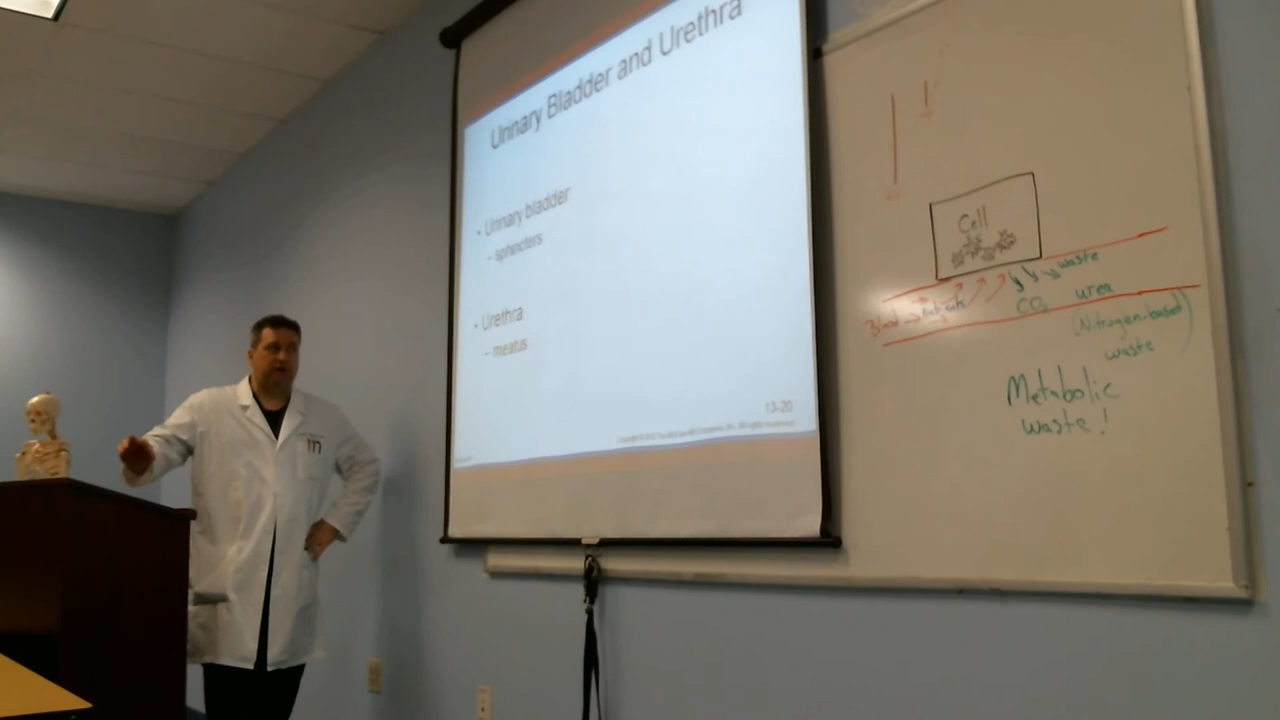 Urinary Bladder and Urethra
• Urinary bladder
– sphincters
• Urethra
– meatus
13-20
Cell
waste
Blood
CO₂ urea
(Nitrogen-based)
waste
Metabolic
waste!